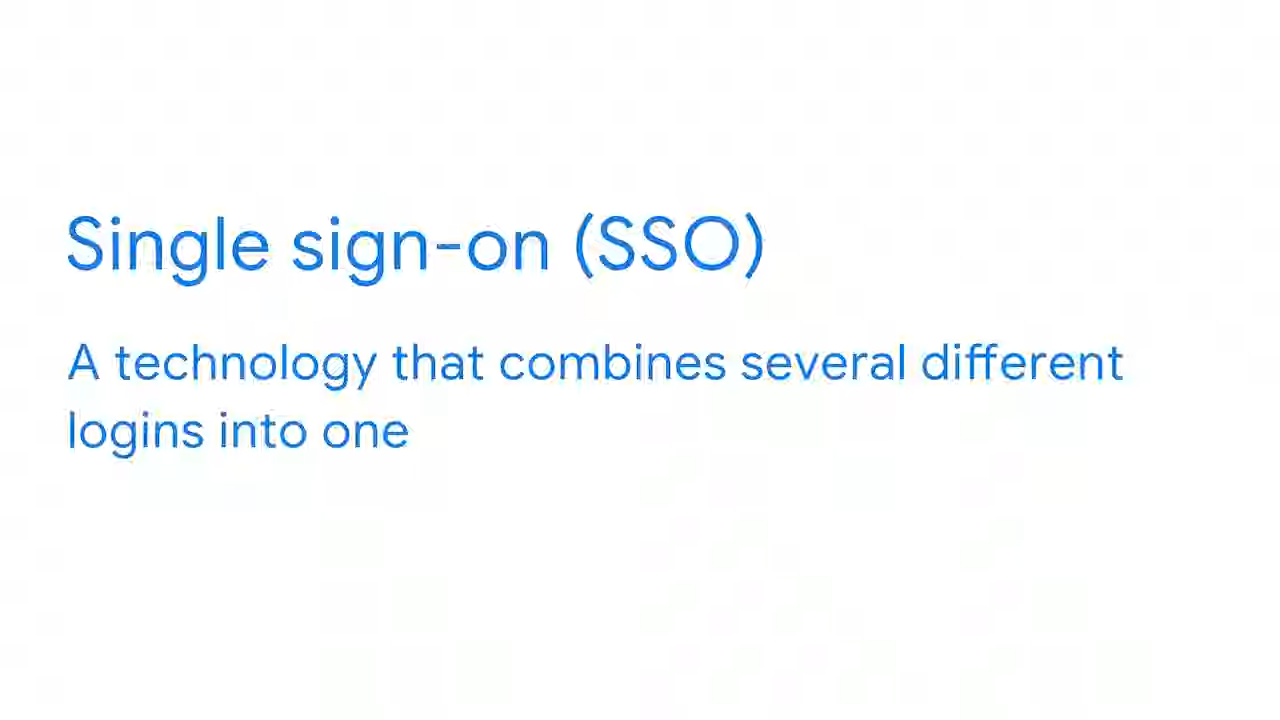 Single sign-on (SSO)
A technology that combines several different
logins into one